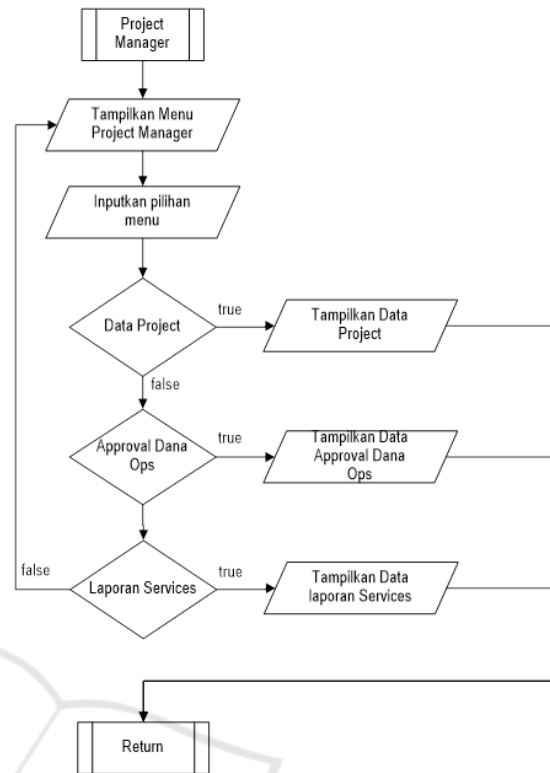 Project
Manager
Tampilkan Menu
Project Manager
Inputkan pilihan
menu
Data Project
true
Tampilkan Data
Project
false
Approval Dana
Ops
true
Tampilkan Data
Approval Dana
Ops
false
Laporan Services
true
Tampilkan Data
laporan Services
Return